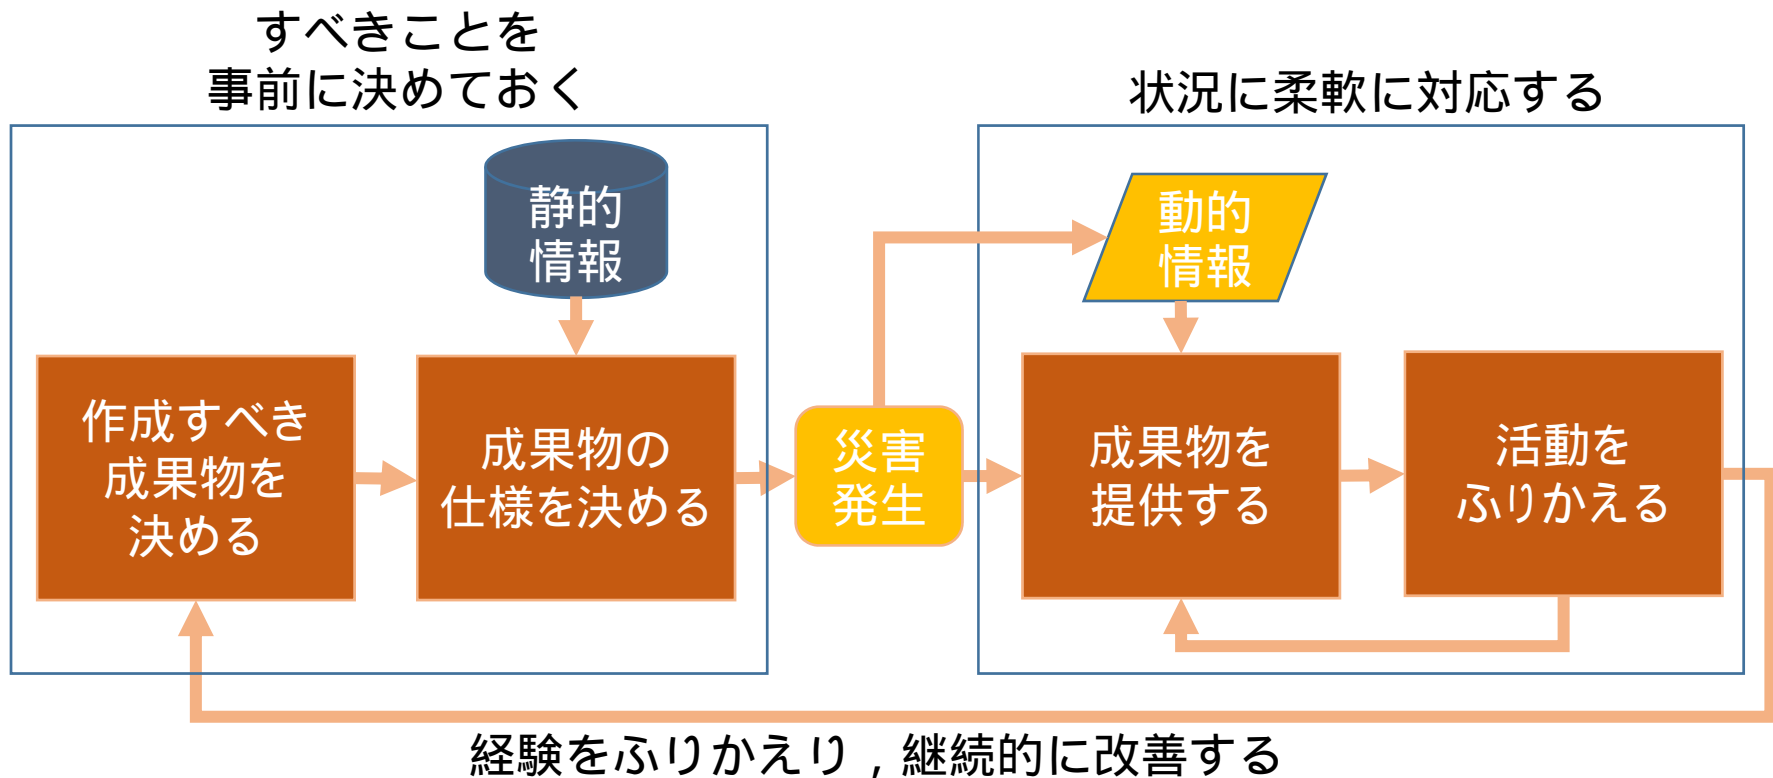 すべきことを
事前に決めておく
静的
情報
作成すべき
成果物を
決める
成果物の
仕様を決める
災害
発生
状況に柔軟に対応する
動的
情報
成果物を
提供する
活動を
ふりかえる
経験をふりかえり，継続的に改善する